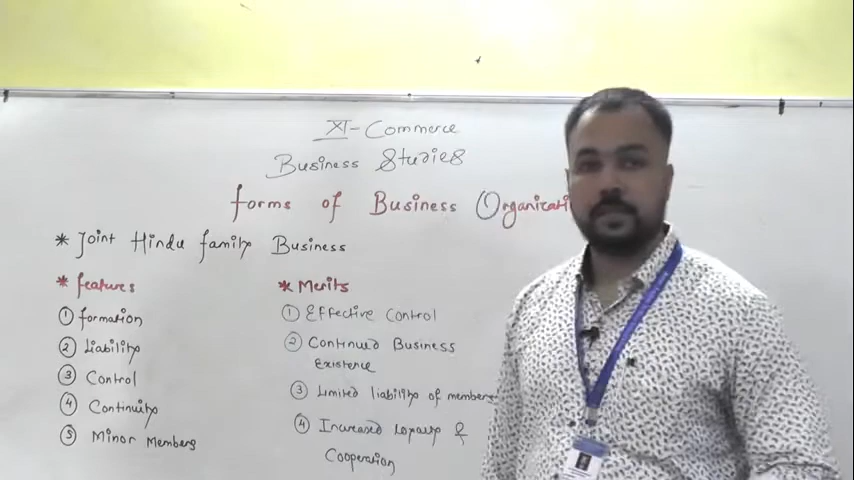 XI-Commerce
Business Studies
forms of Business Organizati
* Joint Hindu family Business
* features
① formation
② Liability
③ Control
④ Continuity
⑤ Minor Members
* Merits
① Effective Control
② Continued Business
Existence
③ Limited liability of members
④ Increased loyalty &
Cooperation